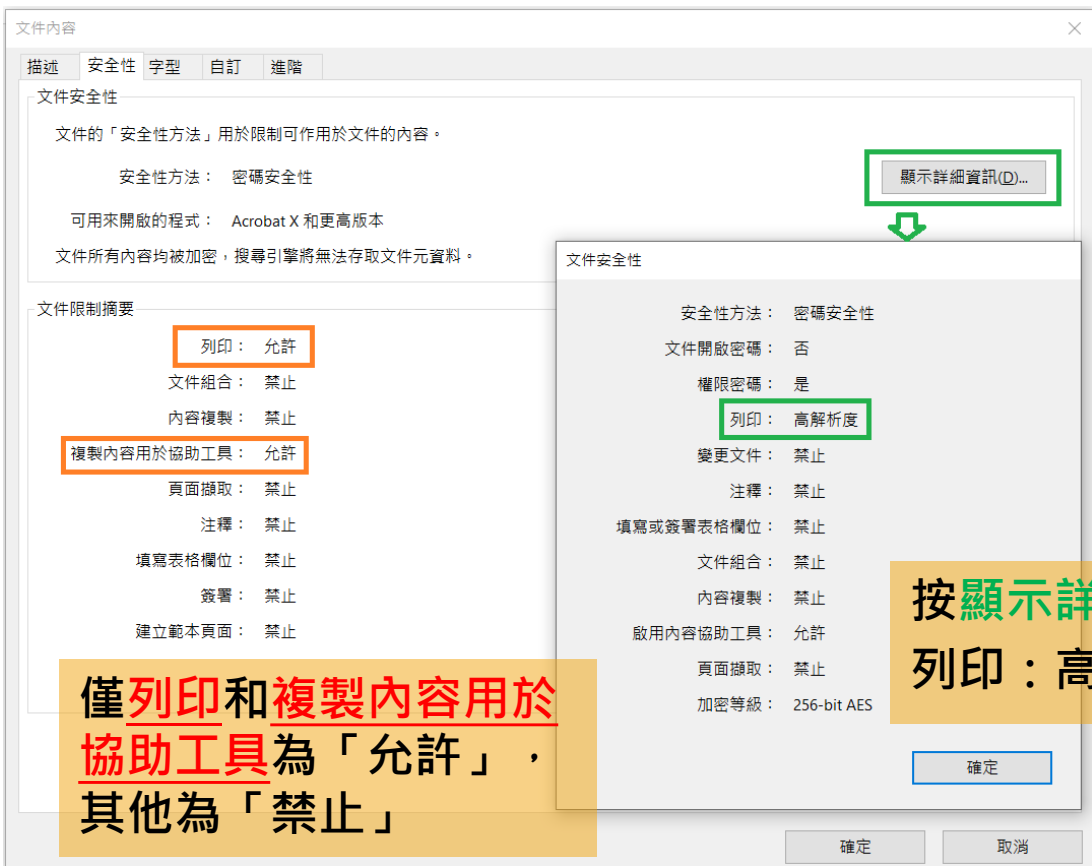 文件內容
描述 安全性 字型 自訂 進階
文件安全性
文件的「安全性方法」用於限制可作用於文件的內容。
安全性方法： 密碼安全性
顯示詳細資訊(D)...
可用來開啟的程式： Acrobat X 和更高版本
文件所有內容均被加密，搜尋引擎將無法存取文件元資料。
文件限制摘要
列印： 允許
文件組合： 禁止
內容複製： 禁止
複製內容用於協助工具： 允許
頁面擷取： 禁止
注釋： 禁止
填寫表格欄位： 禁止
簽署： 禁止
建立範本頁面： 禁止
文件安全性
安全性方法： 密碼安全性
文件開啟密碼： 否
權限密碼： 是
列印： 高解析度
變更文件： 禁止
注釋： 禁止
填寫或簽署表格欄位： 禁止
文件組合： 禁止
內容複製： 禁止
啟用內容協助工具： 允許
頁面擷取： 禁止
加密等級： 256-bit AES
確定
按顯示詳
列印：高
僅列印和複製內容用於
協助工具為「允許」，
其他為「禁止」
確定 取消